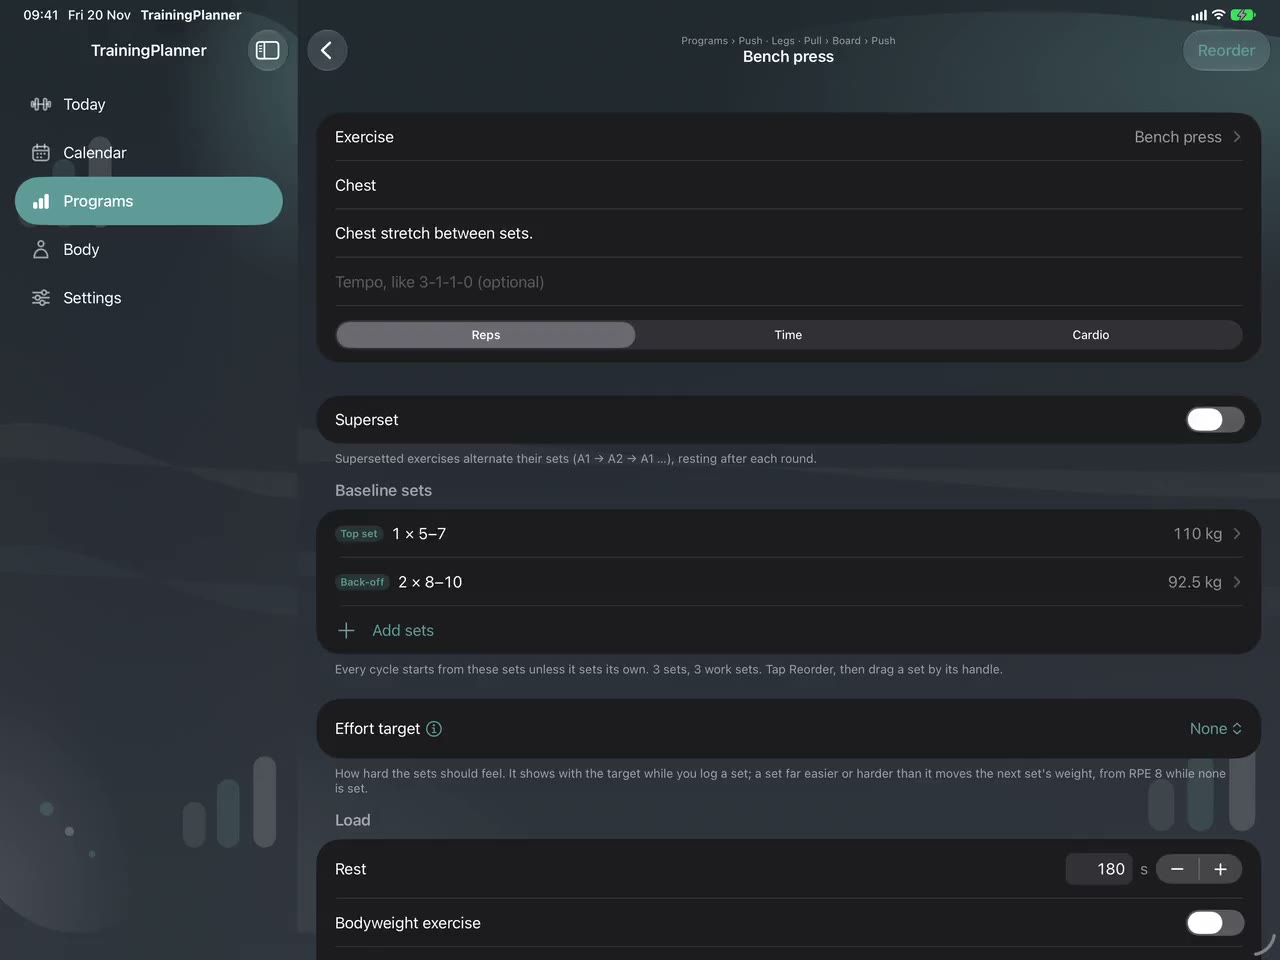 09:41 Fri 20 Nov TrainingPlanner
TrainingPlanner
Today
Calendar
Programs
Body
Settings
Programs › Push · Legs · Pull › Board › Push
Bench press
Reorder
Exercise Bench press
Chest
Chest stretch between sets.
Tempo, like 3-1-1-0 (optional)
Reps Time Cardio
Superset
Supersetted exercises alternate their sets (A1 → A2 → A1 ...), resting after each round.
Baseline sets
Top set 1 × 5–7 110 kg
Back-off 2 × 8–10 92.5 kg
Add sets
Every cycle starts from these sets unless it sets its own. 3 sets, 3 work sets. Tap Reorder, then drag a set by its handle.
Effort target None
How hard the sets should feel. It shows with the target while you log a set; a set far easier or harder than it moves the next set's weight, from RPE 8 while none
is set.
Load
Rest 180 s
Bodyweight exercise